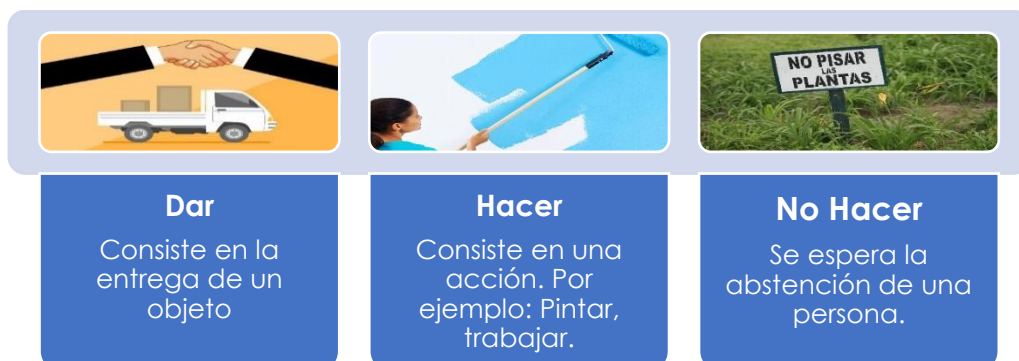 NO PISAR
LAS
PLANTAS
Dar
Consiste en la
entrega de un
objeto
Hacer
Consiste en una
acción. Por
ejemplo: Pintar,
trabajar.
No Hacer
Se espera la
abstención de una
persona.